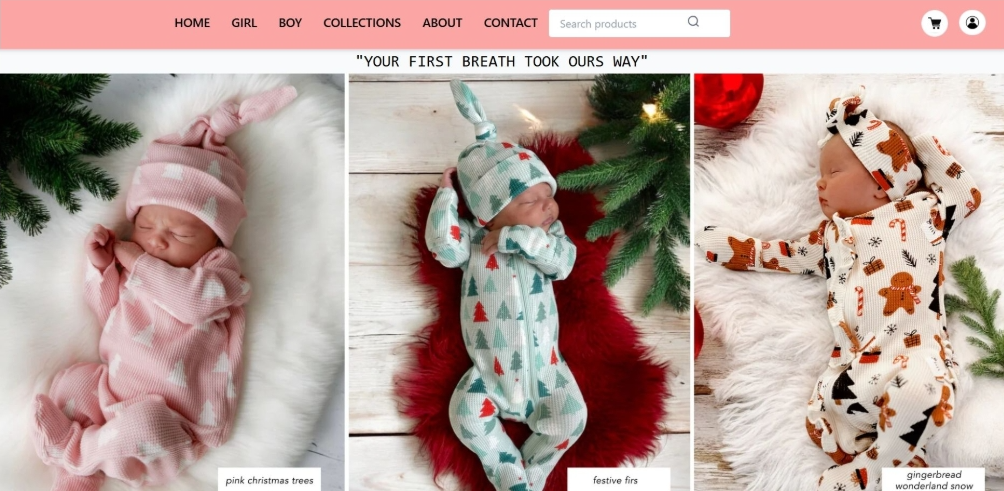 HOME GIRL BOY COLLECTIONS ABOUT CONTACT Search products
"YOUR FIRST BREATH TOOK OURS WAY"
pink christmas trees
festive firs
gingerbread
wonderland snow